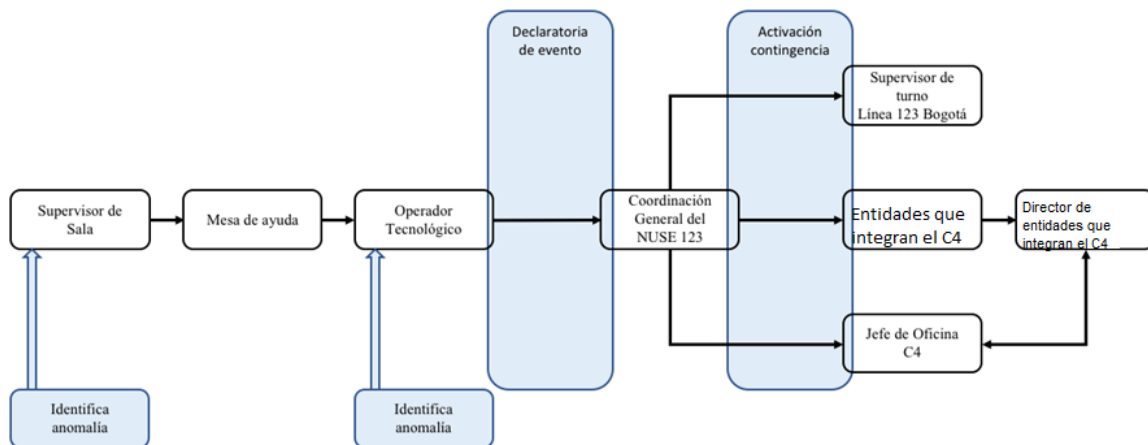 Declaratoria
de evento
Activación
contingencia
Supervisor de
turno
Línea 123 Bogotá
Supervisor de
Sala
Mesa de ayuda
Operador
Tecnológico
Coordinación
General del
NUSE 123
Entidades que
integran el C4
Director de
entidades que
integran el C4
Jefe de Oficina
C4
Identifica
anomalía
Identifica
anomalía